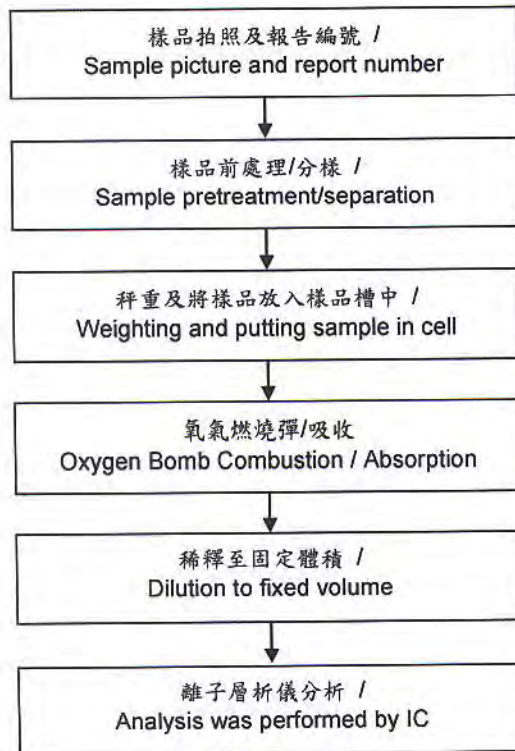 樣品拍照及報告編號 /
Sample picture and report number
樣品前處理/分樣 /
Sample pretreatment/separation
秤重及將樣品放入樣品槽中 /
Weighting and putting sample in cell
氧氣燃燒彈/吸收
Oxygen Bomb Combustion / Absorption
稀釋至固定體積 /
Dilution to fixed volume
離子層析儀分析 /
Analysis was performed by IC